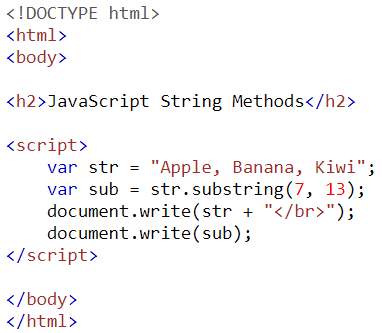 <!DOCTYPE html>
<html>
<body>
<h2>JavaScript String Methods</h2>
<script>
var str = "Apple, Banana, Kiwi";
var sub = str.substring(7, 13);
document.write(str + "</br>");
document.write(sub);
</script>
</body>
</html>